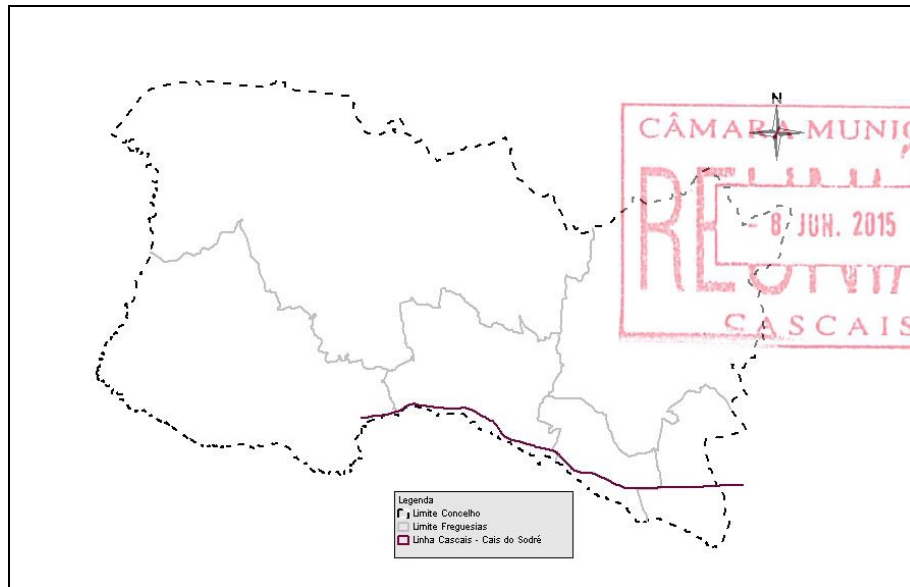 N
CÂMARA MUNIC
- 8 JUN. 2015
CASCAIS
Legenda
Limite Concelho
Limite Freguesias
Linha Cascais - Cais do Sodré